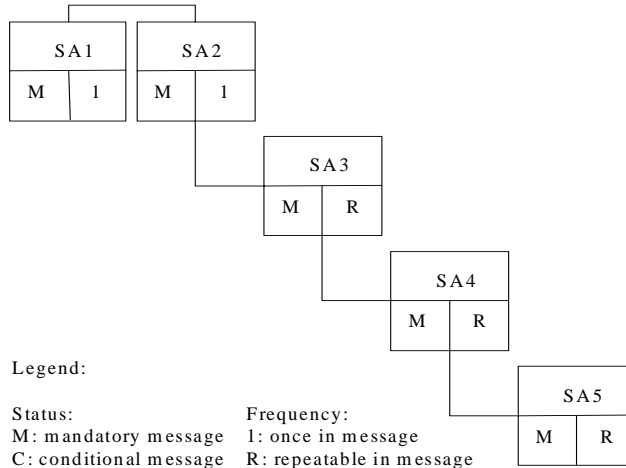 SA1 SA2
M 1 M 1
SA3
M R
SA4
M R
Legend:
SA5
Status: Frequency:
M: mandatory message 1: once in message
M R
C: conditional message R: repeatable in message